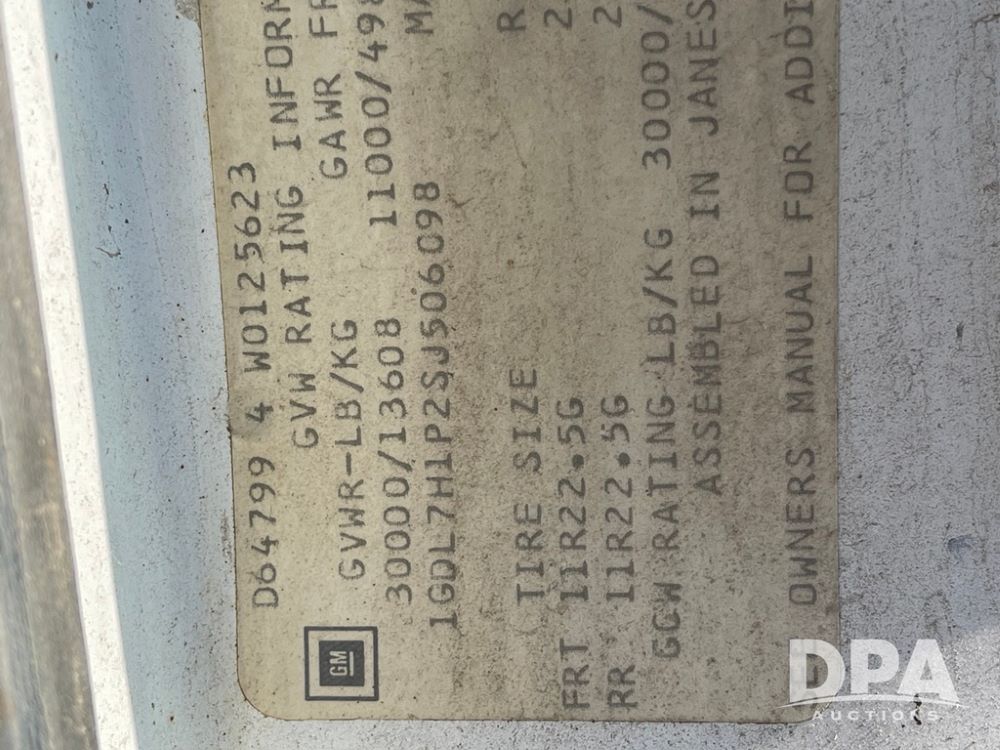 D64799 4 W0125623
GVW RATING INFORM
GVWR-LB/KG GAWR FR
30000/13608 11000/498
1GDL7H1P2SJ506098 MA
TIRE SIZE R
FRT 11R22.5G 2
RR 11R22.5G 2
GCW RATING-LB/KG 30000/
ASSEMBLED IN JANES
OWNERS MANUAL FOR ADDI
GM
DPA
AUCTIONS